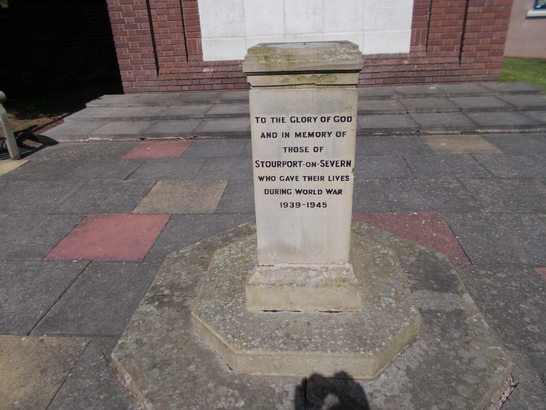 TO THE GLORY OF GOD
AND IN MEMORY OF
THOSE OF
STOURPORT-ON-SEVERN
WHO GAVE THEIR LIVES
DURING WORLD WAR
1939-1945